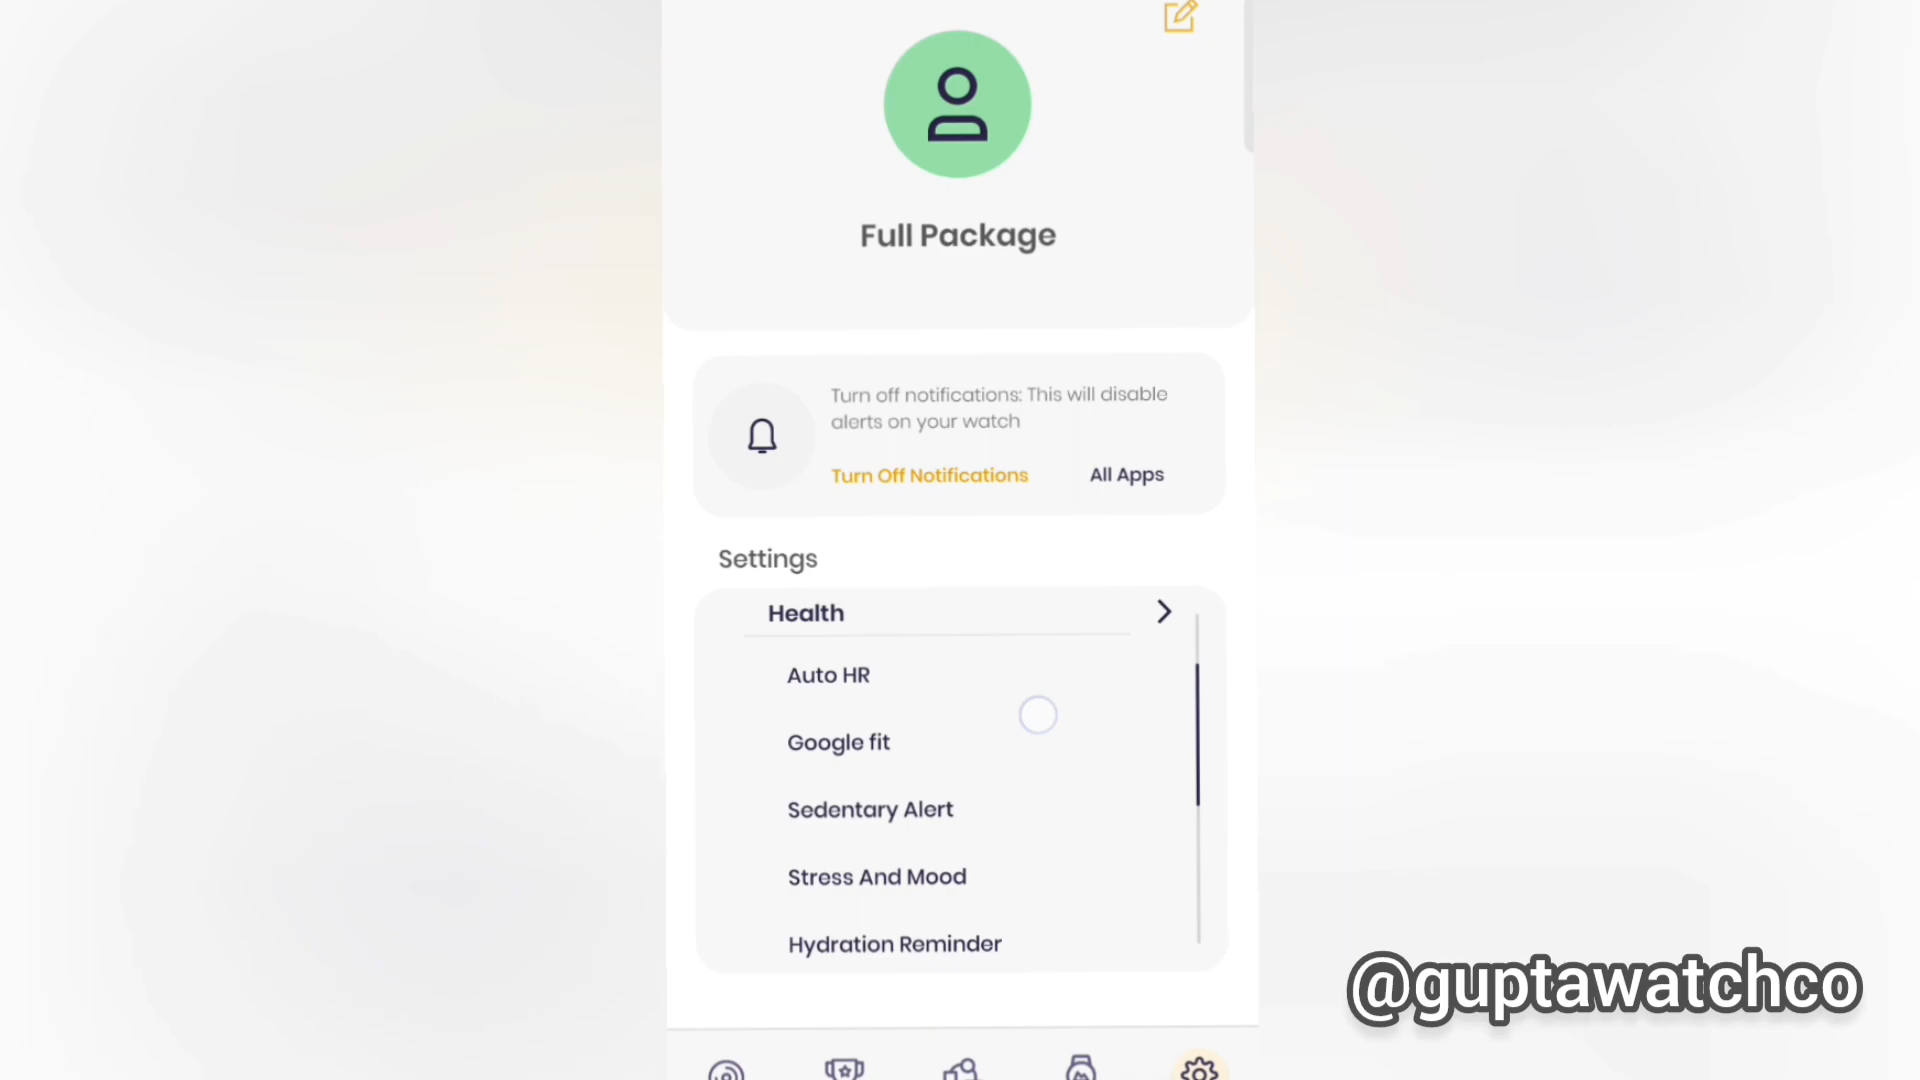 Full Package
Turn off notifications: This will disable
alerts on your watch
Turn Off Notifications
All Apps
Settings
Health
Auto HR
Google fit
Sedentary Alert
Stress And Mood
Hydration Reminder
@guptawatchco